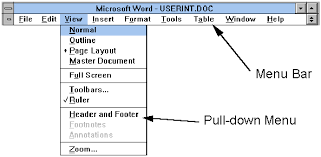 Microsoft Word - USERINT.DOC
File Edit View Insert Format Tools Table Window Help
Normal
Outline
Page Layout
Master Document
Full Screen
Toolbars...
✓Ruler
Header and Footer
Footnotes
Annotations
Zoom...
Menu Bar
Pull-down Menu